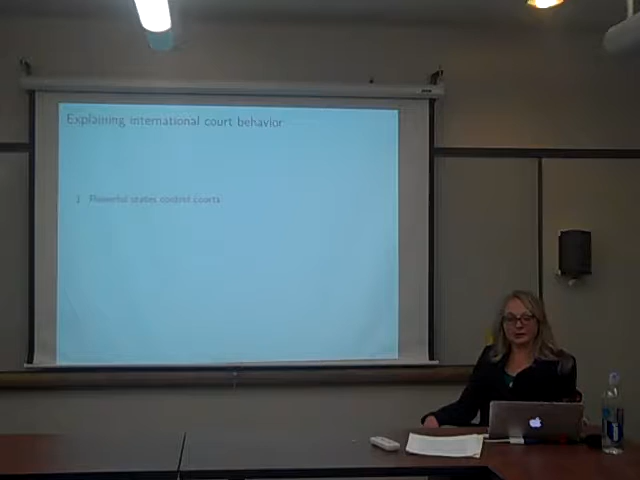 Explaining international court behavior
1 Powerful states control courts